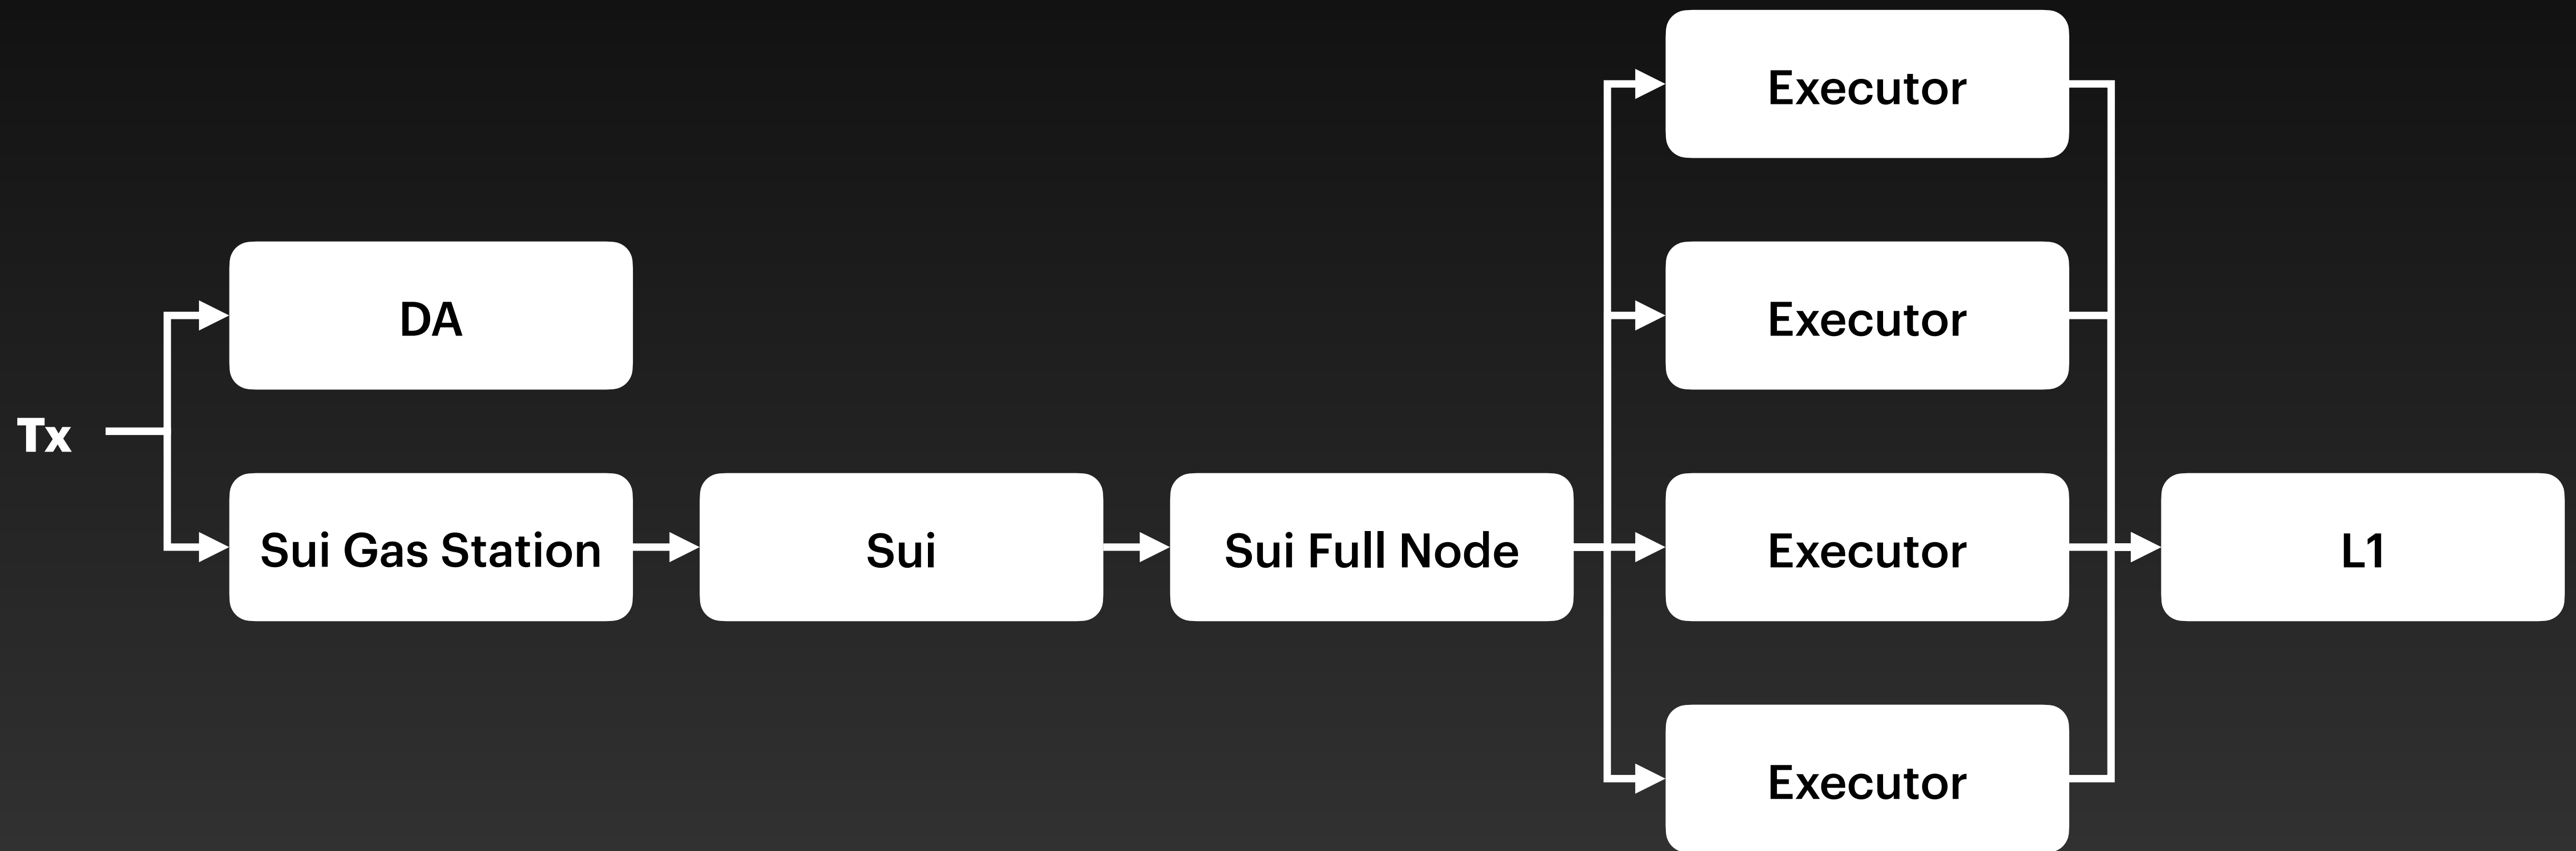 Tx
DA
Sui Gas Station
Sui
Sui Full Node
Executor
Executor
Executor
Executor
L1